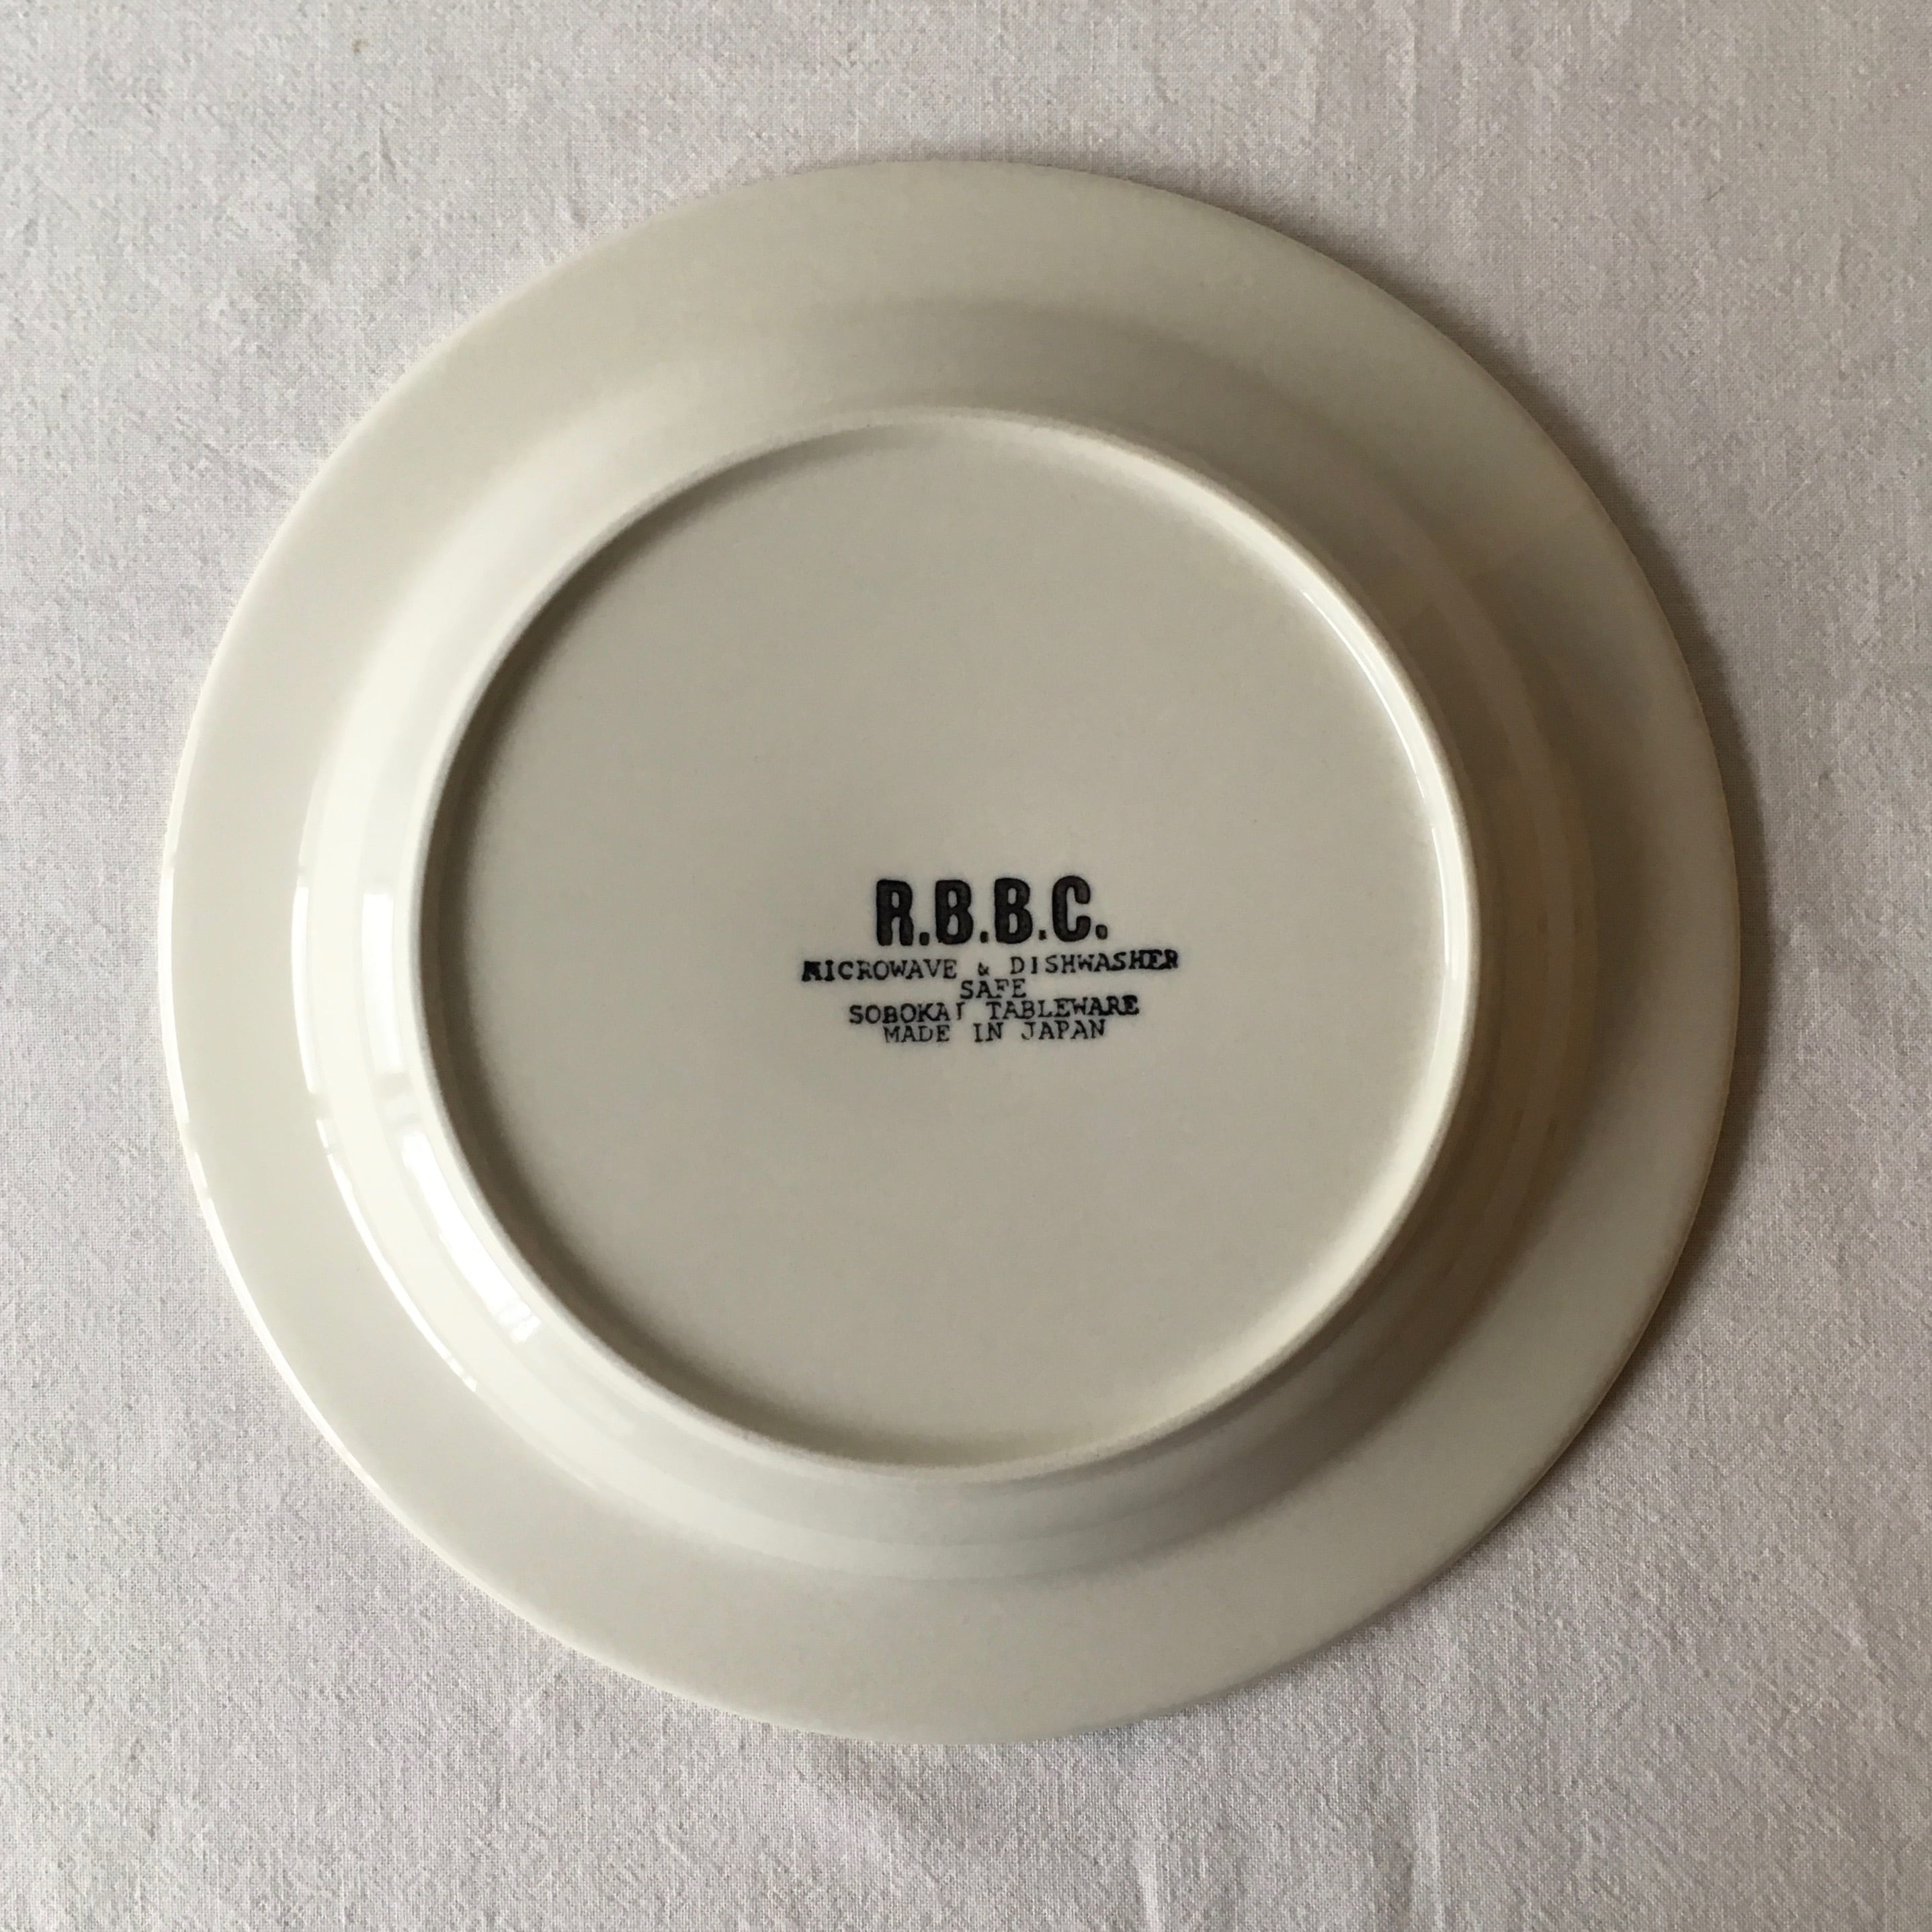 R.B.B.C.
MICROWAVE & DISHWASHER
SAFE
SOBOKAI TABLEWARE
MADE IN JAPAN